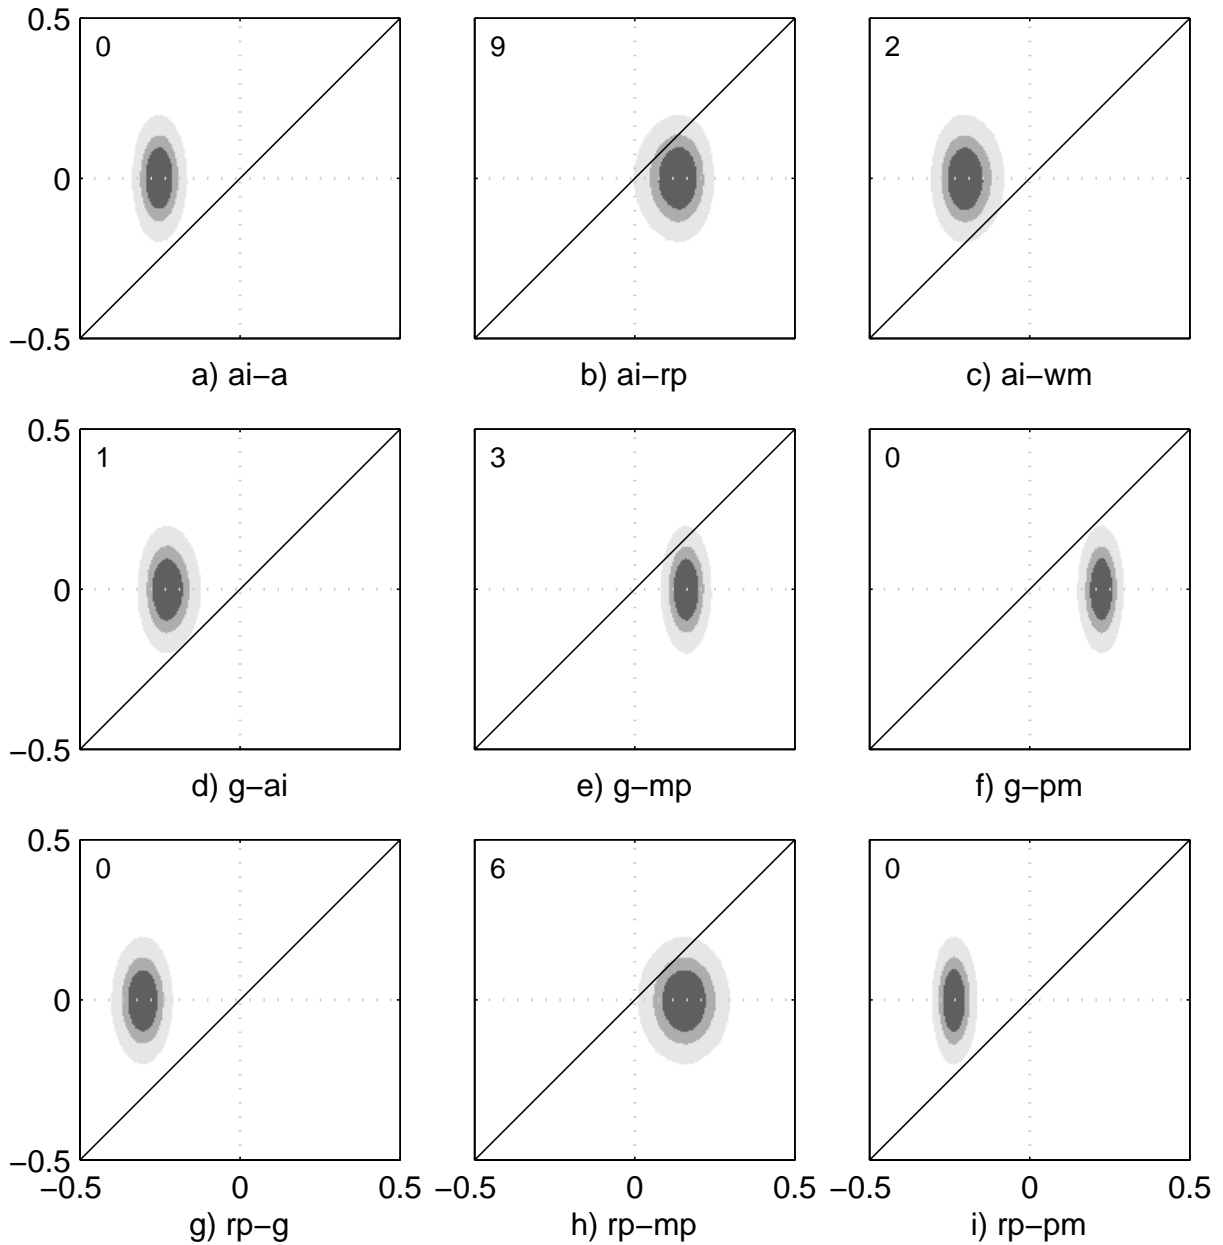 0.5
0
9
2
0
−0.5
a) ai−a
b) ai−rp
c) ai−wm
0.5
1
3
0
0
−0.5
d) g−ai
e) g−mp
f) g−pm
0.5
0
6
0
0
−0.5
−0.5 0 0.5 −0.5 0 0.5 −0.5 0 0.5
g) rp−g
h) rp−mp
i) rp−pm